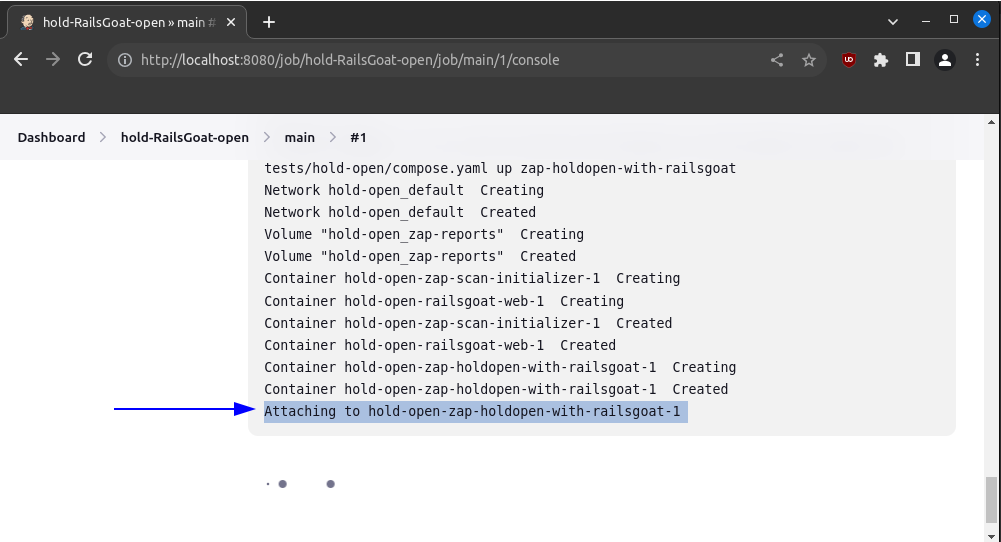 hold-RailsGoat-open » main #
http://localhost:8080/job/hold-RailsGoat-open/job/main/1/console
UD
Dashboard hold-RailsGoat-open main #1
tests/hold-open/compose.yaml up zap-holdopen-with-railsgoat
Network hold-open_default  Creating
Network hold-open_default  Created
Volume "hold-open_zap-reports"  Creating
Volume "hold-open_zap-reports"  Created
Container hold-open-zap-scan-initializer-1  Creating
Container hold-open-railsgoat-web-1  Creating
Container hold-open-zap-scan-initializer-1  Created
Container hold-open-railsgoat-web-1  Created
Container hold-open-zap-holdopen-with-railsgoat-1  Creating
Container hold-open-zap-holdopen-with-railsgoat-1  Created
Attaching to hold-open-zap-holdopen-with-railsgoat-1